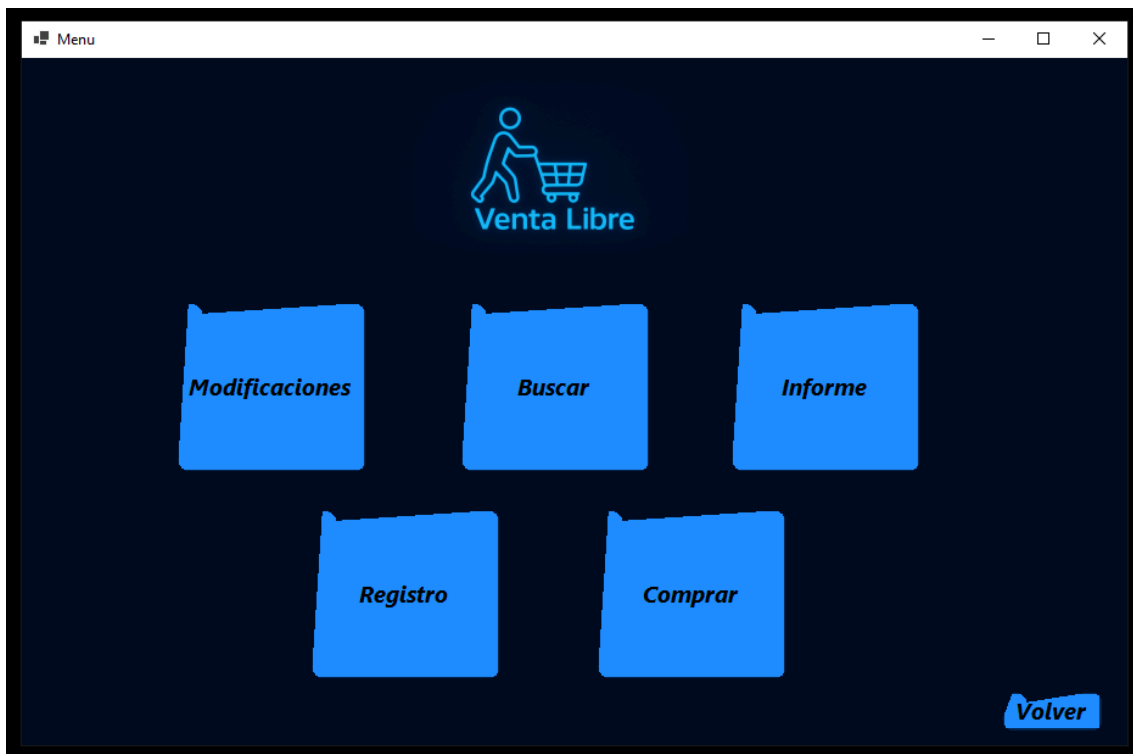 Menu
Venta Libre
Modificaciones
Buscar
Informe
Registro
Comprar
Volver